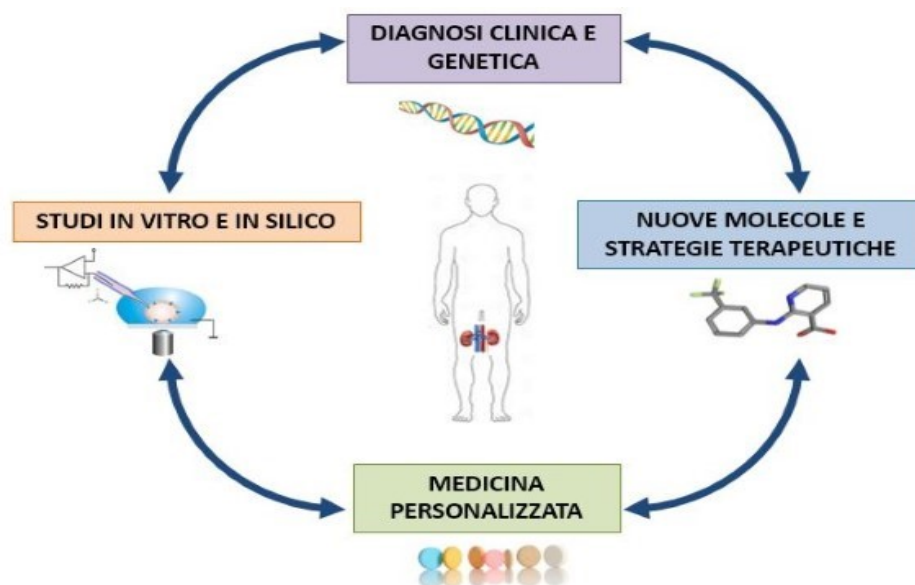 DIAGNOSI CLINICA E
GENETICA
STUDI IN VITRO E IN SILICO
NUOVE MOLECOLE E
STRATEGIE TERAPEUTICHE
MEDICINA
PERSONALIZZATA